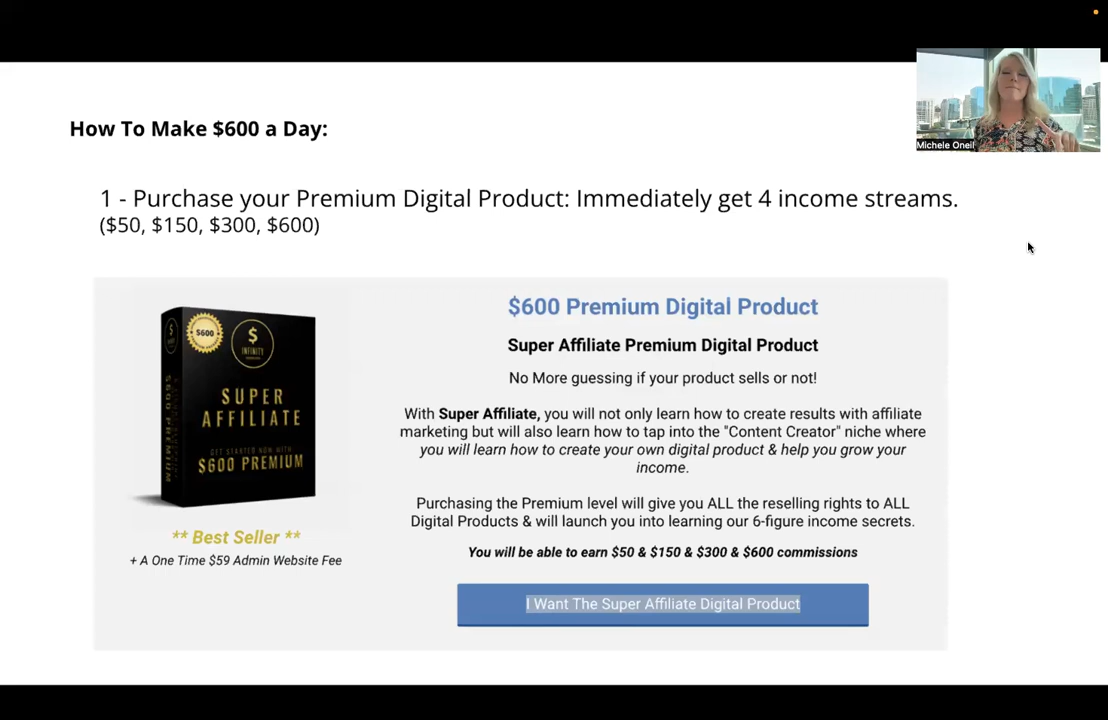 How To Make $600 a Day:
Michele Oneil
1 - Purchase your Premium Digital Product: Immediately get 4 income streams.
($50, $150, $300, $600)
$600
$
INFINITY
SUPER
AFFILIATE
GET STARTED NOW WITH
$600 PREMIUM
** Best Seller **
+ A One Time $59 Admin Website Fee
$600 Premium Digital Product
Super Affiliate Premium Digital Product
No More guessing if your product sells or not!
With Super Affiliate, you will not only learn how to create results with affiliate
marketing but will also learn how to tap into the "Content Creator" niche where
you will learn how to create your own digital product & help you grow your
income.
Purchasing the Premium level will give you ALL the reselling rights to ALL
Digital Products & will launch you into learning our 6-figure income secrets.
You will be able to earn $50 & $150 & $300 & $600 commissions
I Want The Super Affiliate Digital Product